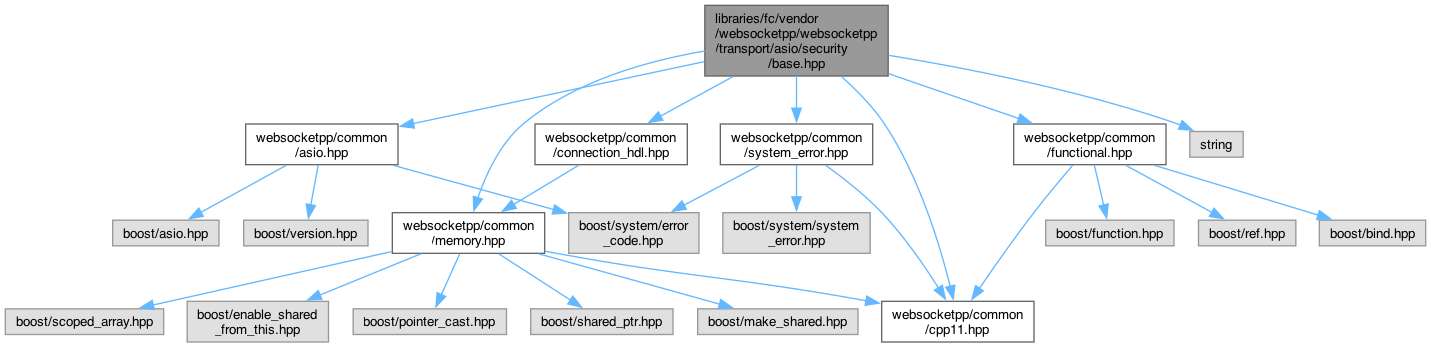 libraries/fc/vendor
/websocketpp/websocketpp
/transport/asio/security
/base.hpp
websocketpp/common
/asio.hpp
websocketpp/common
/connection_hdl.hpp
websocketpp/common
/system_error.hpp
websocketpp/common
/functional.hpp
string
boost/asio.hpp
boost/version.hpp
websocketpp/common
/memory.hpp
boost/system/error
_code.hpp
boost/system/system
_error.hpp
boost/function.hpp
boost/ref.hpp
boost/bind.hpp
boost/scoped_array.hpp
boost/enable_shared
_from_this.hpp
boost/pointer_cast.hpp
boost/shared_ptr.hpp
boost/make_shared.hpp
websocketpp/common
/cpp11.hpp